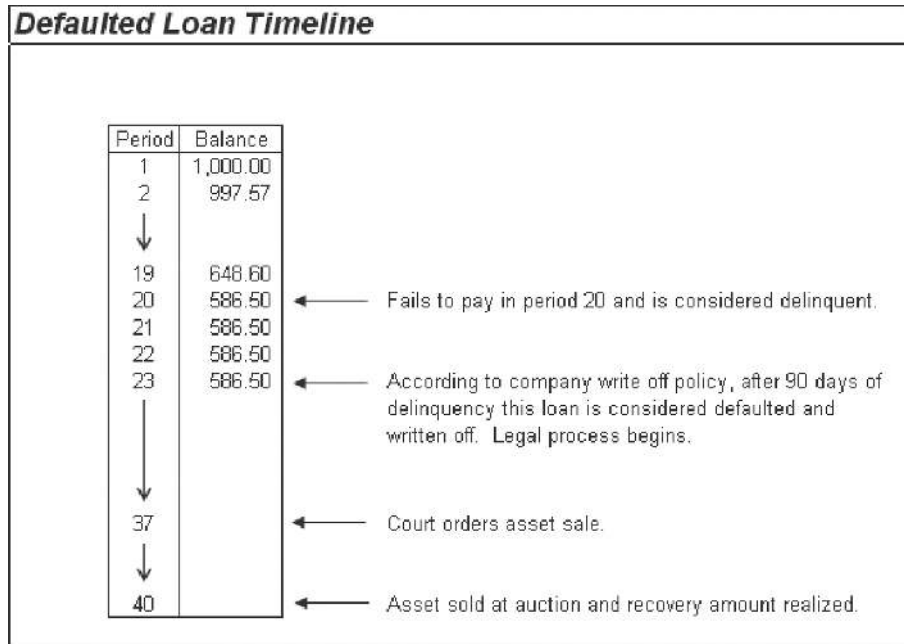 Defaulted Loan Timeline
Period Balance
1 1,000.00
2 997.57
19 648.60
20 586.50 Fails to pay in period 20 and is considered delinquent.
21 586.50
22 586.50
23 586.50 According to company write off policy, after 90 days of
delinquency this loan is considered defaulted and
written off. Legal process begins.
37 Court orders asset sale.
40 Asset sold at auction and recovery amount realized.